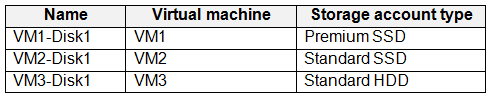 Name Virtual machine Storage account type
VM1-Disk1 VM1 Premium SSD
VM2-Disk1 VM2 Standard SSD
VM3-Disk1 VM3 Standard HDD